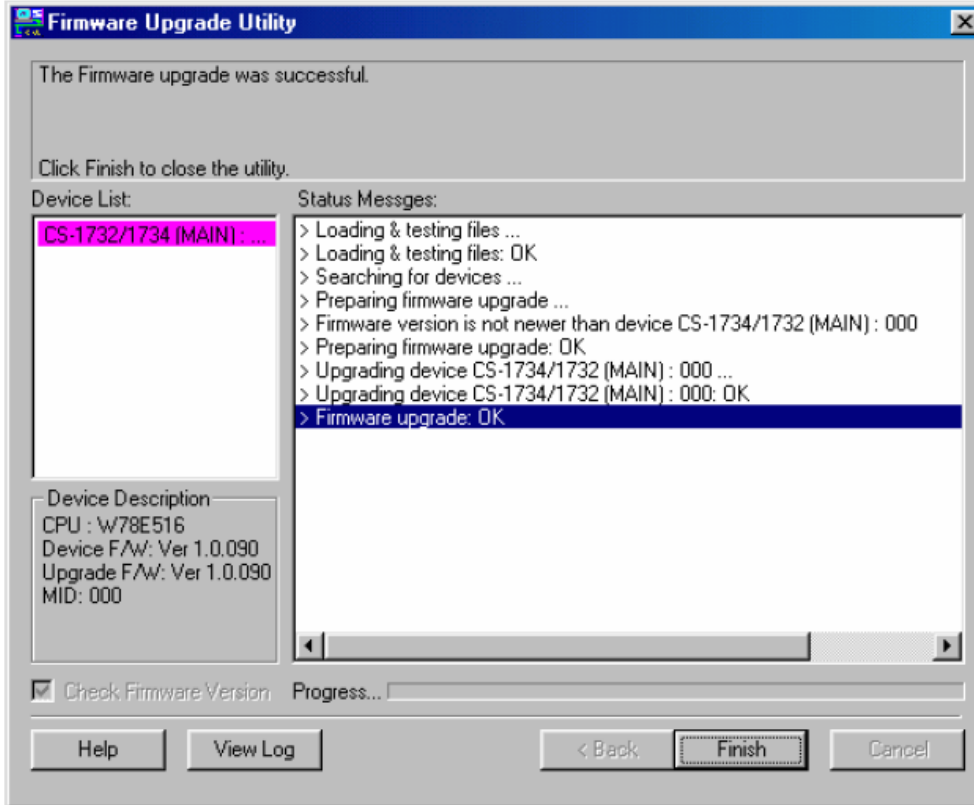 Firmware Upgrade Utility
The Firmware upgrade was successful.
Click Finish to close the utility.
Device List:
CS-1732/1734 (MAIN) : ...
Status Messges:
> Loading & testing files ...
> Loading & testing files: OK
> Searching for devices ...
> Preparing firmware upgrade ...
> Firmware version is not newer than device CS-1734/1732 (MAIN) : 000
> Preparing firmware upgrade: OK
> Upgrading device CS-1734/1732 (MAIN) : 000 ...
> Upgrading device CS-1734/1732 (MAIN) : 000: OK
> Firmware upgrade: OK
Device Description
CPU : W78E516
Device F/W: Ver 1.0.090
Upgrade F/W: Ver 1.0.090
MID: 000
Check Firmware Version
Progress...
Help
View Log
< Back
Finish
Cancel